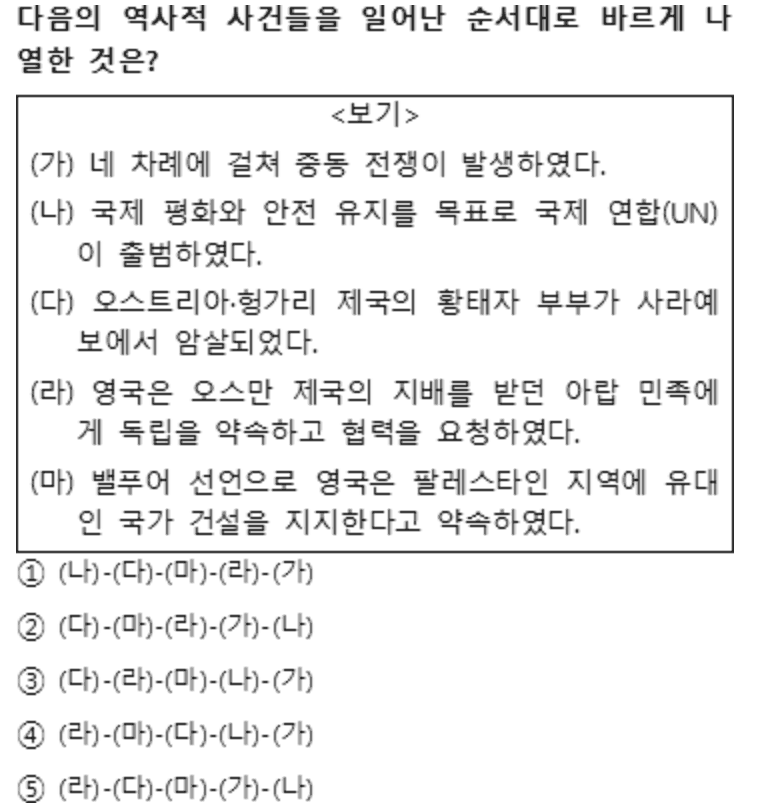 다음의 역사적 사건들을 일어난 순서대로 바르게 나
열한 것은?
<보기>
(가) 네 차례에 걸쳐 중동 전쟁이 발생하였다.
(나) 국제 평화와 안전 유지를 목표로 국제 연합(UN)
이 출범하였다.
(다) 오스트리아·헝가리 제국의 황태자 부부가 사라예
보에서 암살되었다.
(라) 영국은 오스만 제국의 지배를 받던 아랍 민족에
게 독립을 약속하고 협력을 요청하였다.
(마) 밸푸어 선언으로 영국은 팔레스타인 지역에 유대
인 국가 건설을 지지한다고 약속하였다.
① (나)-(다)-(마)-(라)-(가)
② (다)-(마)-(라)-(가)-(나)
③ (다)-(라)-(마)-(나)-(가)
④ (라)-(마)-(다)-(나)-(가)
⑤ (라)-(다)-(마)-(가)-(나)